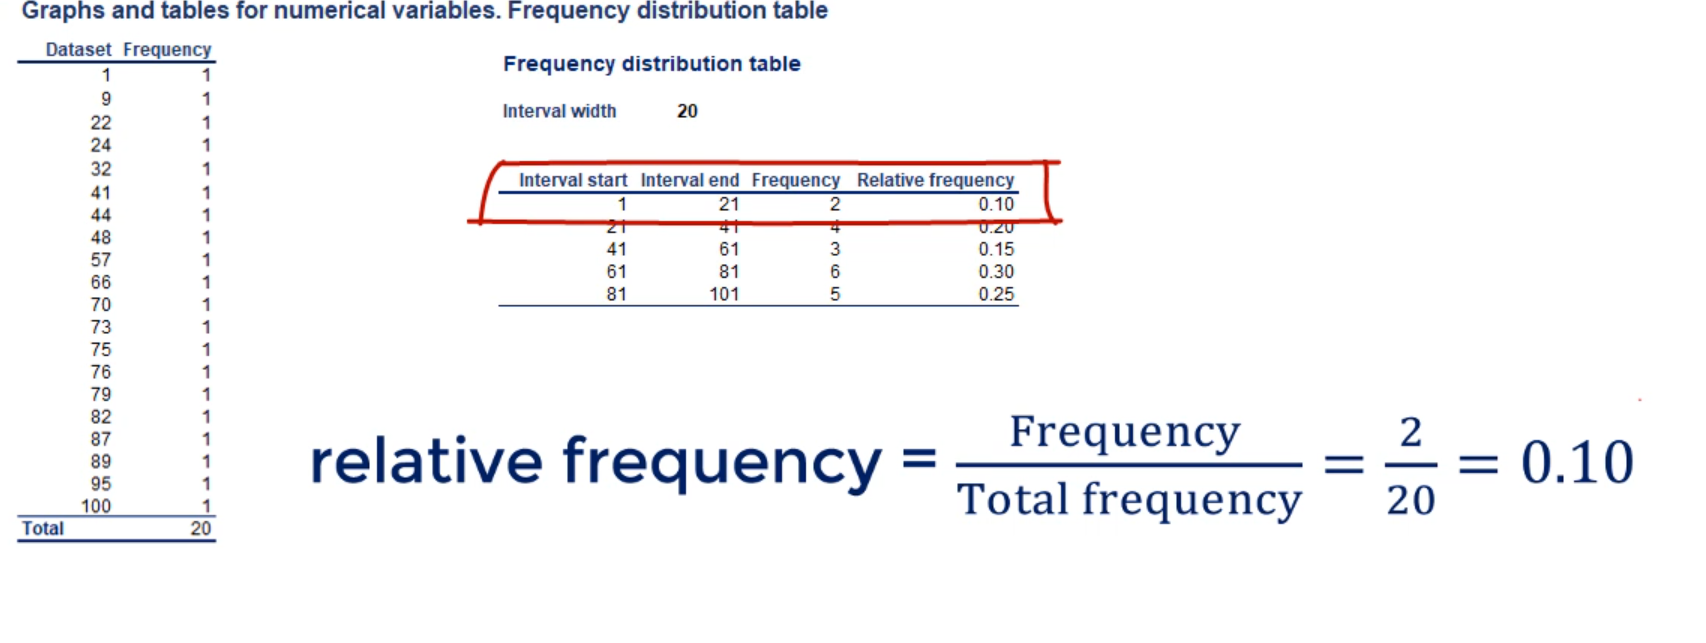 Graphs and tables for numerical variables. Frequency distribution table
Dataset Frequency
1 1
9 1
22 1
24 1
32 1
41 1
44 1
48 1
57 1
66 1
70 1
73 1
75 1
76 1
79 1
82 1
87 1
89 1
95 1
100 1
Total 20
Frequency distribution table
Interval width 20
Interval start Interval end Frequency Relative frequency
1 21 2 0.10
21 41 4 0.20
41 61 3 0.15
61 81 6 0.30
81 101 5 0.25
relative frequency = Frequency / Total frequency = 2 / 20 = 0.10